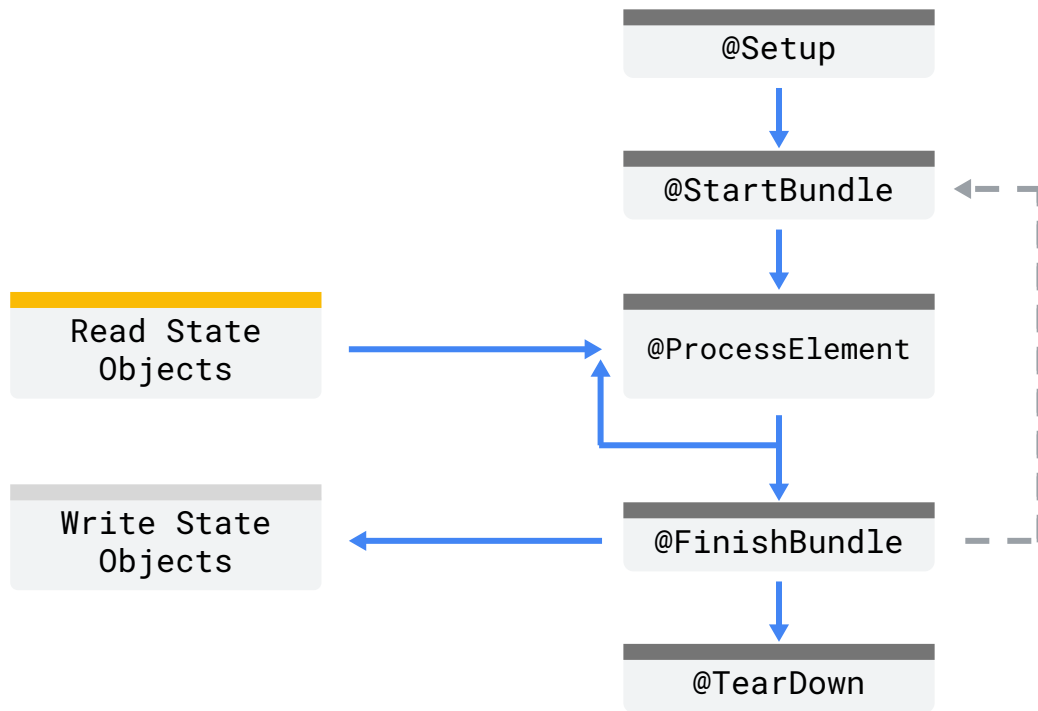 @Setup
@StartBundle
Read State
Objects
@ProcessElement
Write State
Objects
@FinishBundle
@TearDown